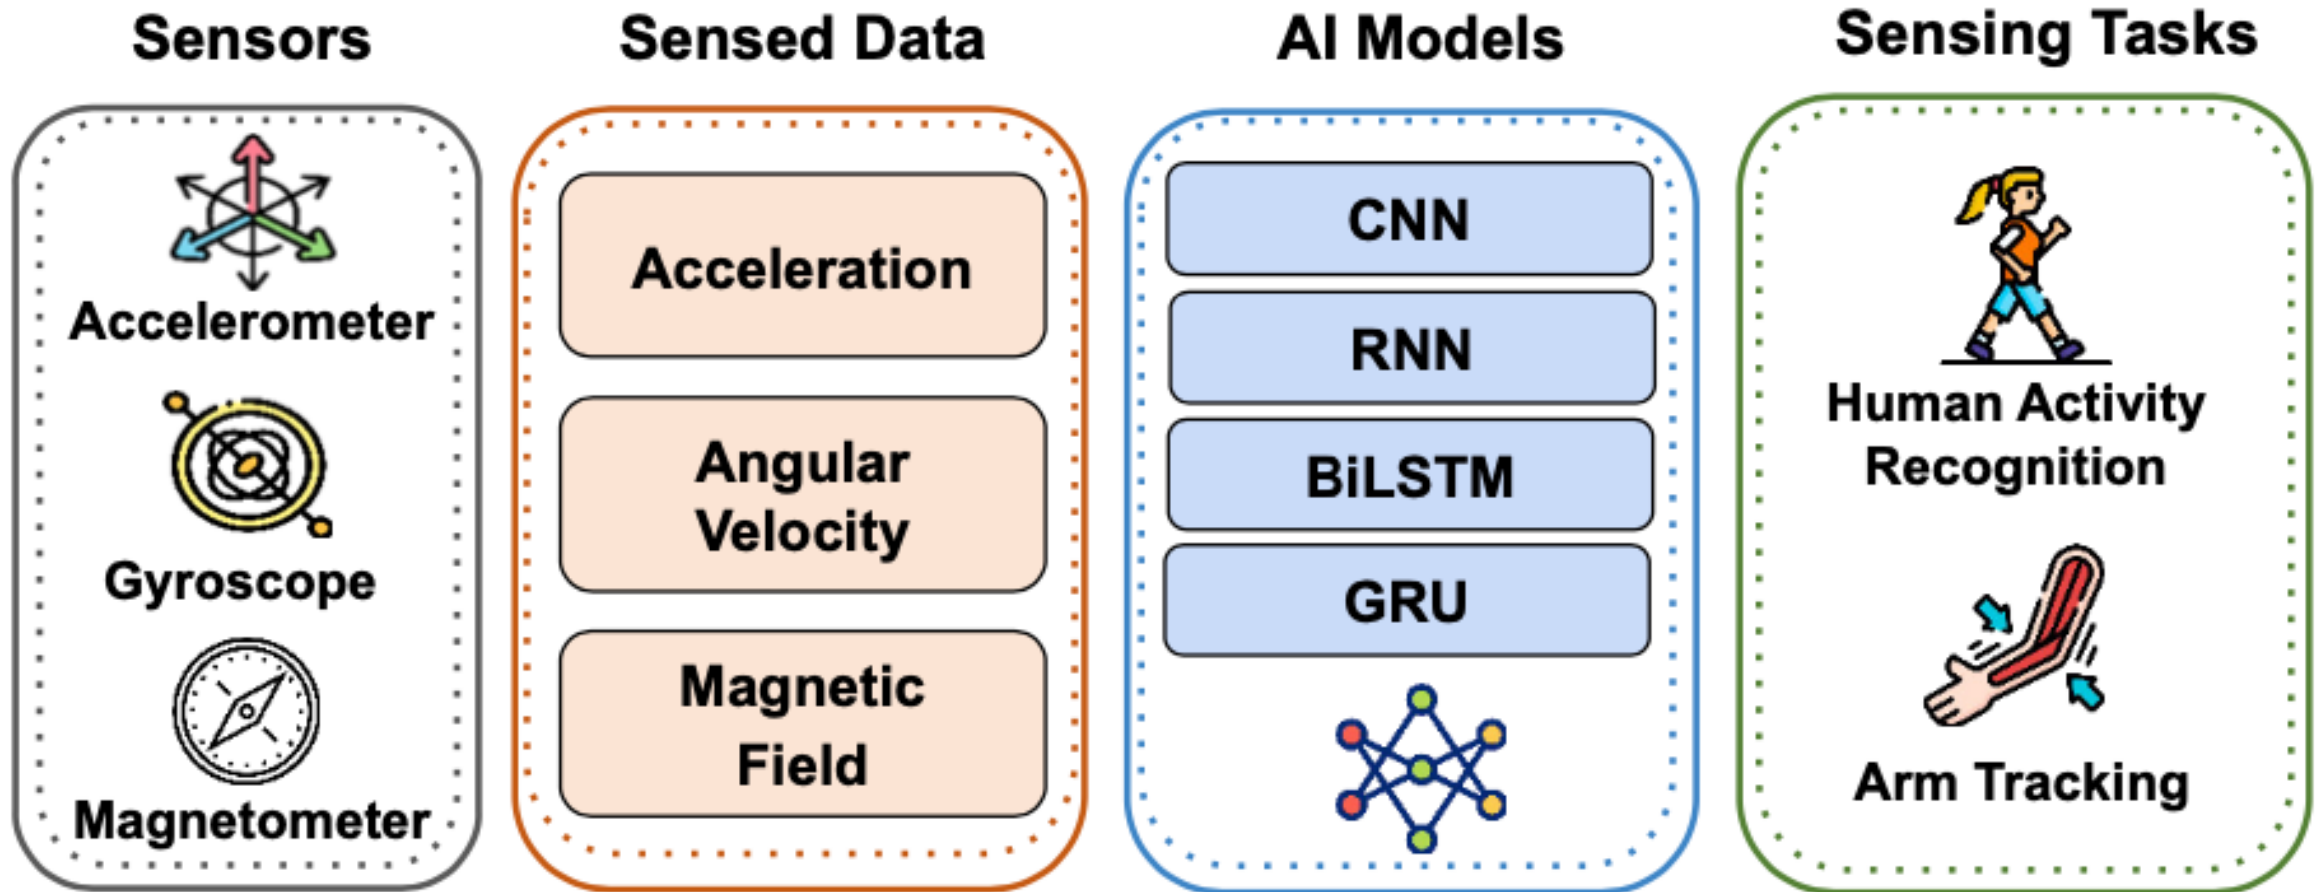 Sensors
Accelerometer
Gyroscope
Magnetometer
Sensed Data
Acceleration
Angular
Velocity
Magnetic
Field
AI Models
CNN
RNN
BiLSTM
GRU
Sensing Tasks
Human Activity
Recognition
Arm Tracking